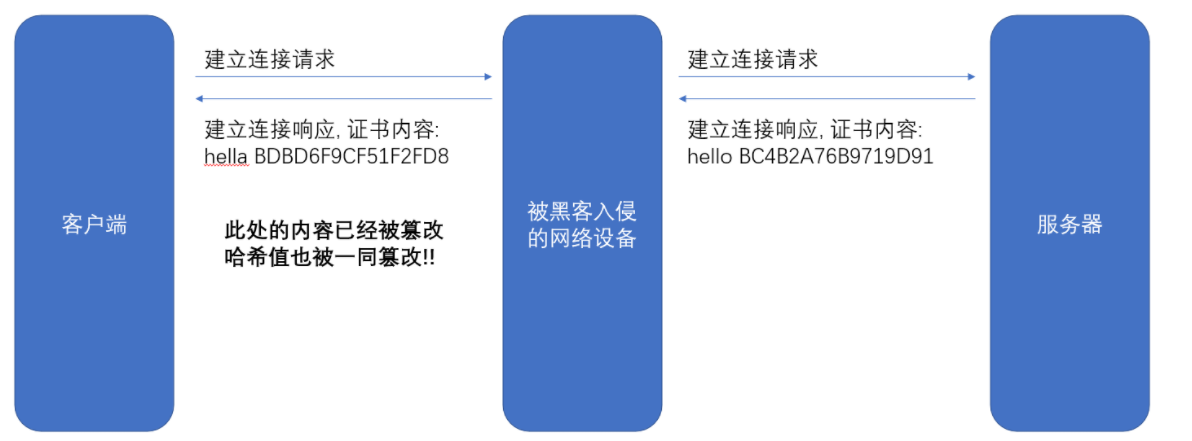 建立连接请求
建立连接请求
建立连接响应, 证书内容:
hella BDBD6F9CF51F2FD8
建立连接响应, 证书内容:
hello BC4B2A76B9719D91
客户端
此处的内容已经被篡改
哈希值也被一同篡改!!
被黑客入侵
的网络设备
服务器